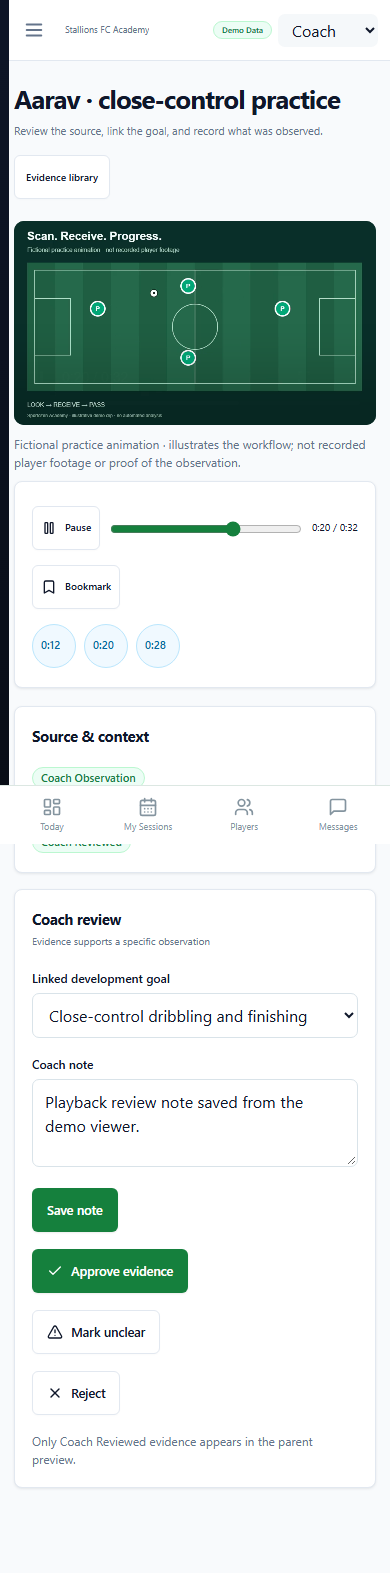 Stallions FC Academy
Demo Data
Coach
Aarav · close-control practice
Review the source, link the goal, and record what was observed.
Evidence library
Scan. Receive. Progress.
Fictional practice animation · not recorded player footage
P
P
P
P
LOOK → RECEIVE → PASS
Fictional practice animation · illustrates the workflow; not recorded
player footage or proof of the observation.
Pause
0:20 / 0:32
Bookmark
0:12
0:20
0:28
Source & context
Coach Observation
Today
My Sessions
Players
Messages
Coach Reviewed
Coach review
Evidence supports a specific observation
Linked development goal
Close-control dribbling and finishing
Coach note
Playback review note saved from the
demo viewer.
Save note
Approve evidence
Mark unclear
Reject
Only Coach Reviewed evidence appears in the parent
preview.